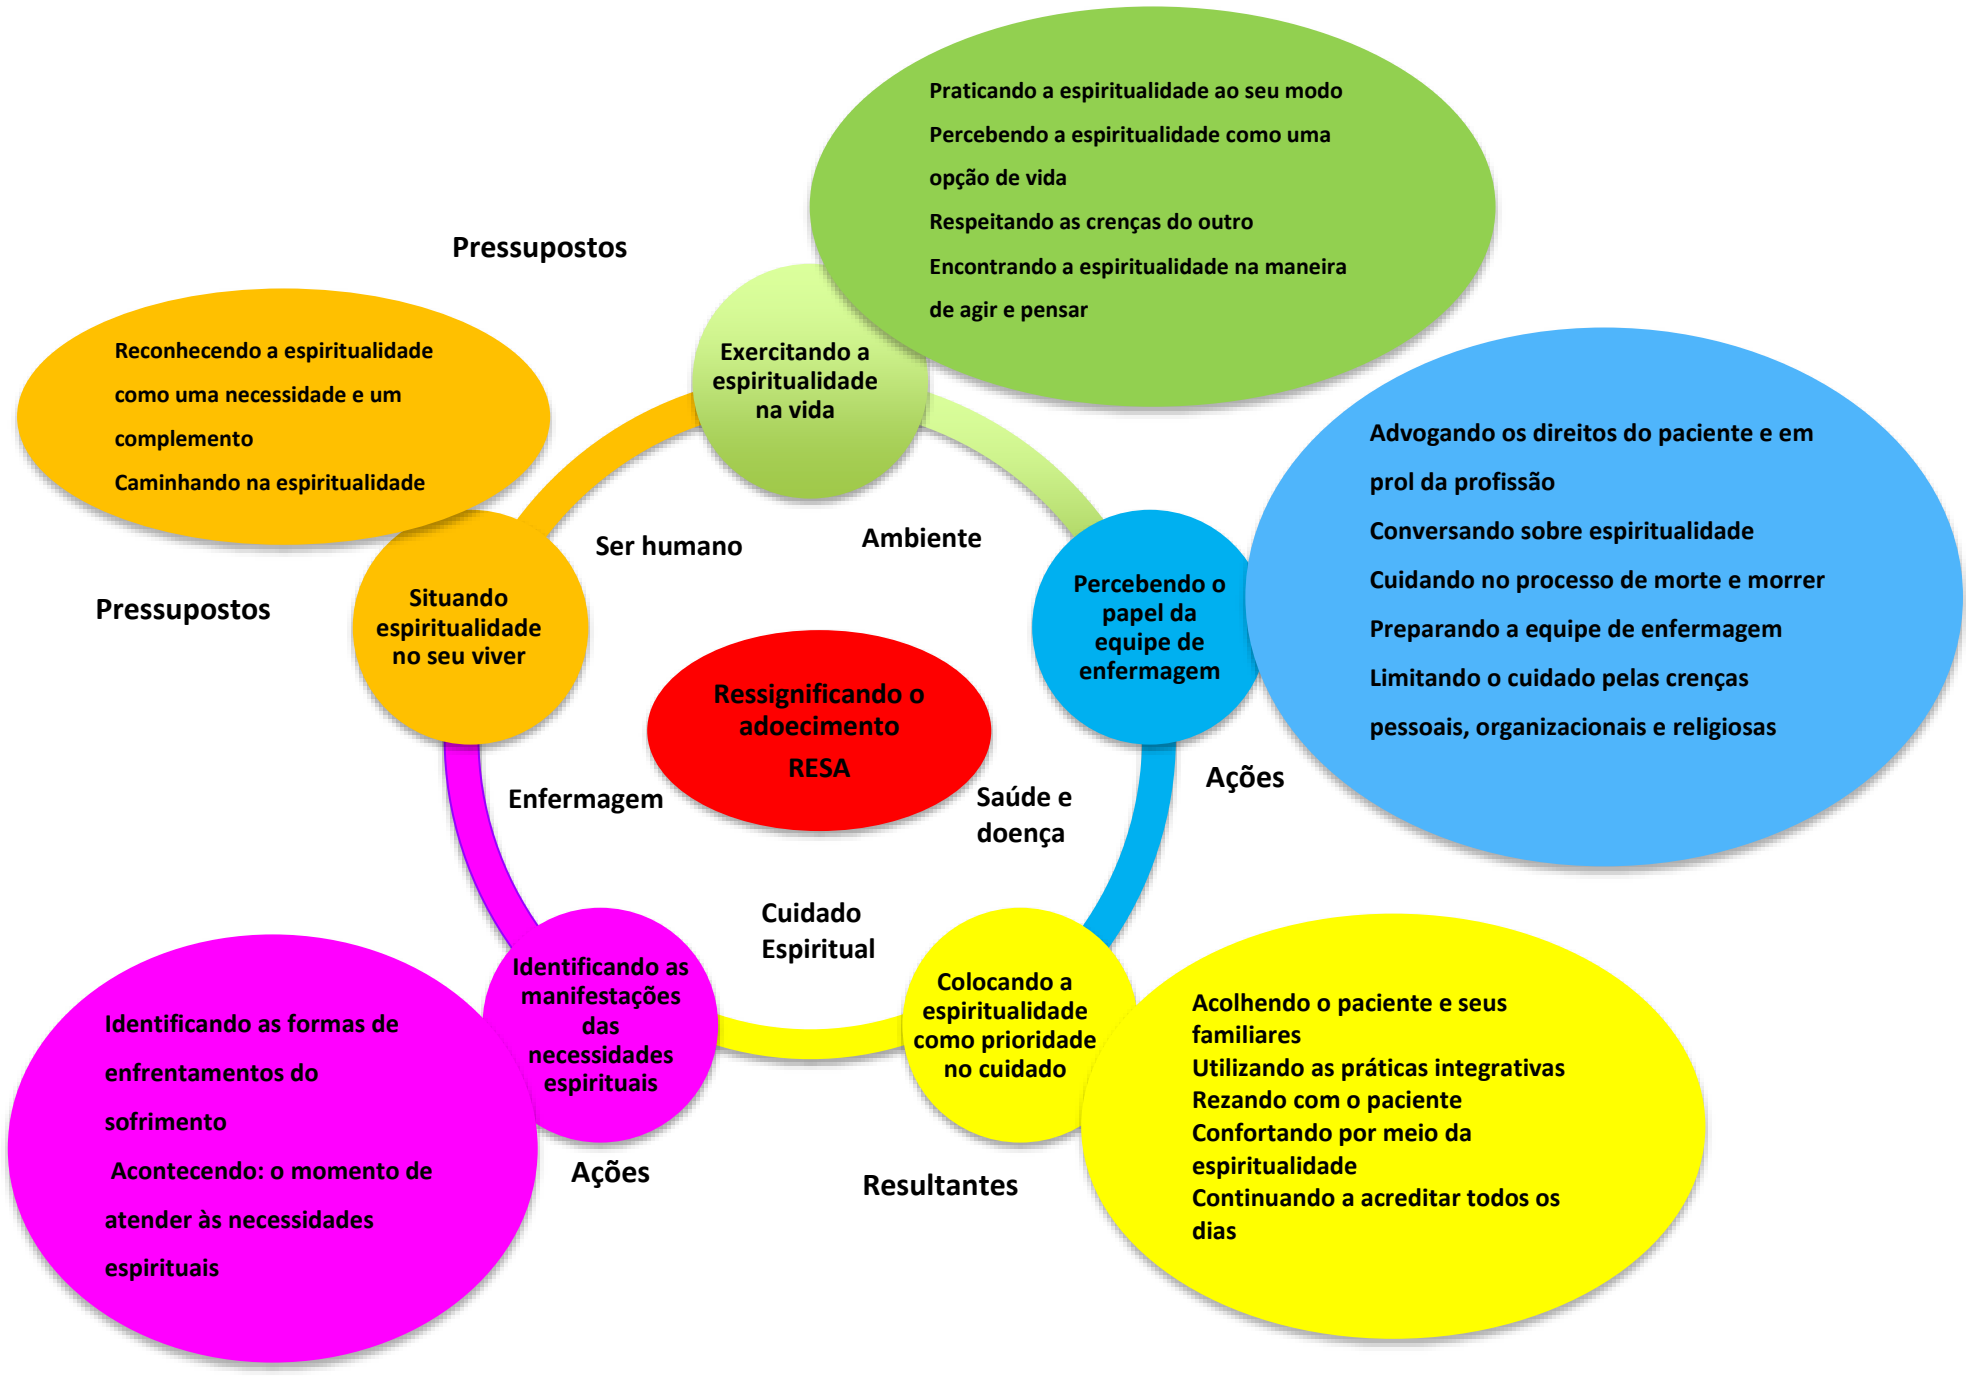 Praticando a espiritualidade ao seu modo
Percebendo a espiritualidade como uma
opção de vida
Respeitando as crenças do outro
Encontrando a espiritualidade na maneira
de agir e pensar
Pressupostos
Exercitando a
espiritualidade
na vida
Reconhecendo a espiritualidade
como uma necessidade e um
complemento
Caminhando na espiritualidade
Advogando os direitos do paciente e em
prol da profissão
Conversando sobre espiritualidade
Cuidando no processo de morte e morrer
Preparando a equipe de enfermagem
Limitando o cuidado pelas crenças
pessoais, organizacionais e religiosas
Ser humano
Ambiente
Pressupostos
Situando
espiritualidade
no seu viver
Percebendo o
papel da
equipe de
enfermagem
Ressignificando o
adoecimento
RESA
Ações
Enfermagem
Saúde e
doença
Cuidado
Espiritual
Identificando as
manifestações
das
necessidades
espirituais
Colocando a
espiritualidade
como prioridade
no cuidado
Identificando as formas de
enfrentamentos do
sofrimento
Acontecendo: o momento de
atender às necessidades
espirituais
Ações
Resultantes
Acolhendo o paciente e seus
familiares
Utilizando as práticas integrativas
Rezando com o paciente
Confortando por meio da
espiritualidade
Continuando a acreditar todos os
dias